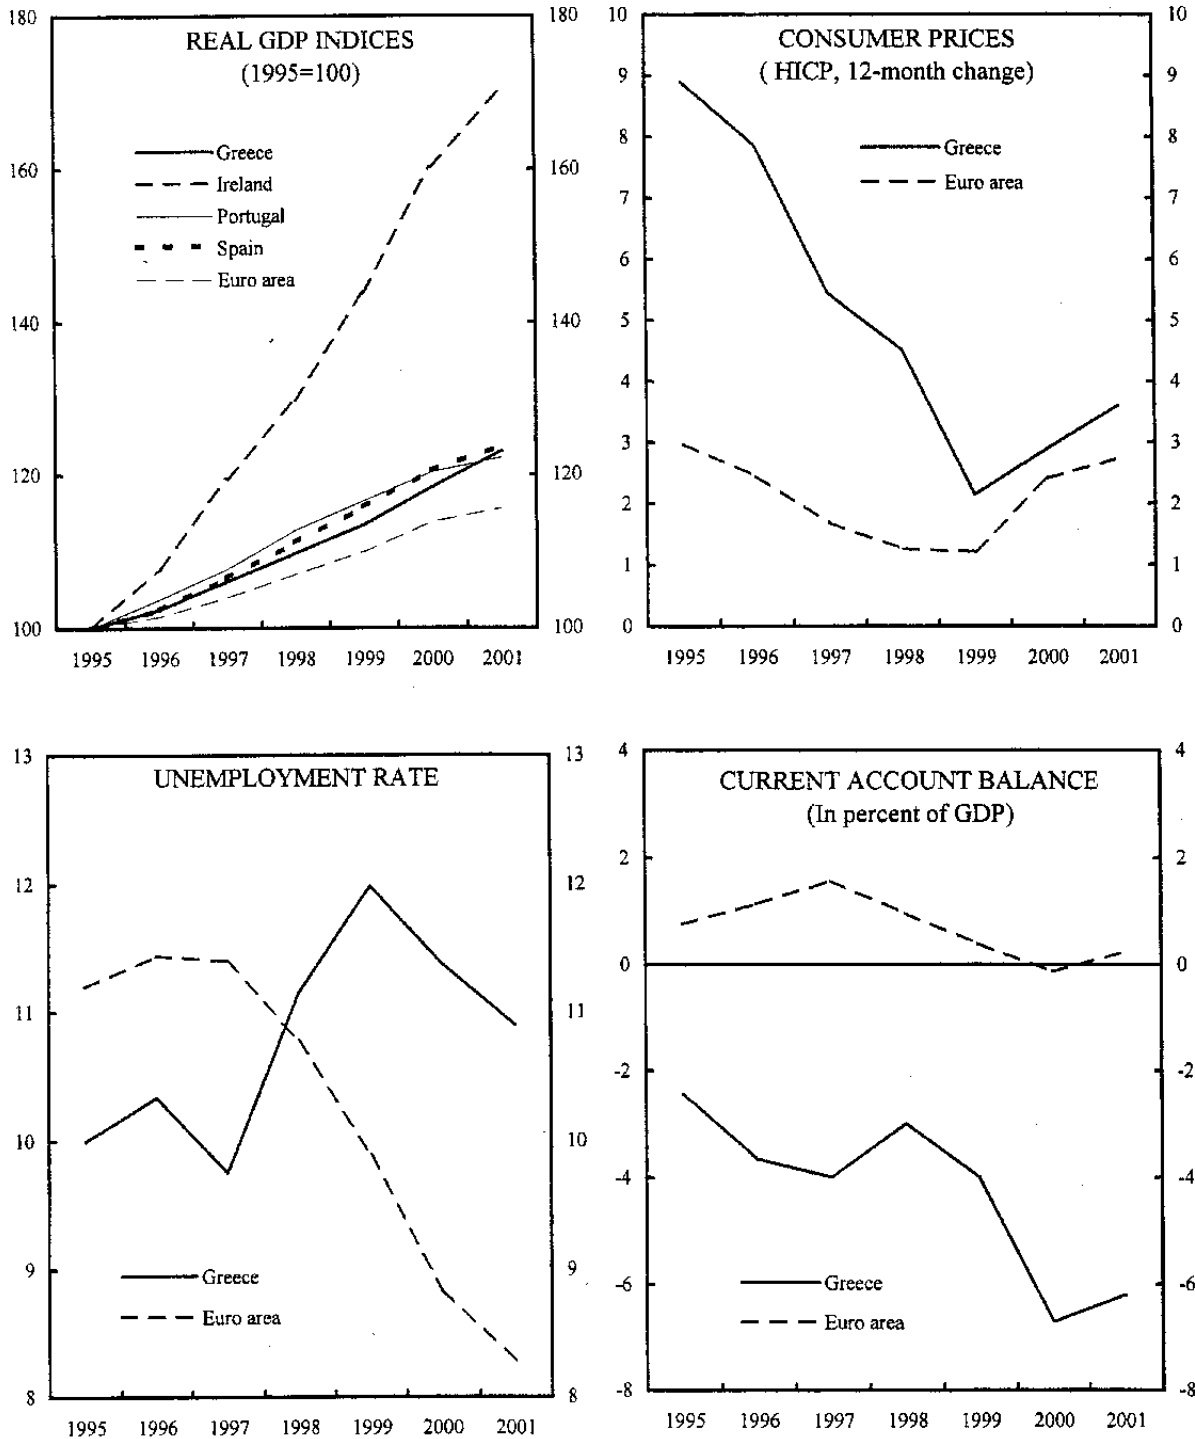 REAL GDP INDICES
(1995=100)
180 180
160 160
140 140
120 120
100 100
Greece
Ireland
Portugal
Spain
Euro area
1995 1996 1997 1998 1999 2000 2001
CONSUMER PRICES
( HICP, 12-month change)
10 10
9 9
8 8
7 7
6 6
5 5
4 4
3 3
2 2
1 1
0 0
Greece
Euro area
1995 1996 1997 1998 1999 2000 2001
UNEMPLOYMENT RATE
13 13
12 12
11 11
10 10
9 9
8 8
Greece
Euro area
1995 1996 1997 1998 1999 2000 2001
CURRENT ACCOUNT BALANCE
(In percent of GDP)
4 4
2 2
0 0
-2 -2
-4 -4
-6 -6
-8 -8
Greece
Euro area
1995 1996 1997 1998 1999 2000 2001